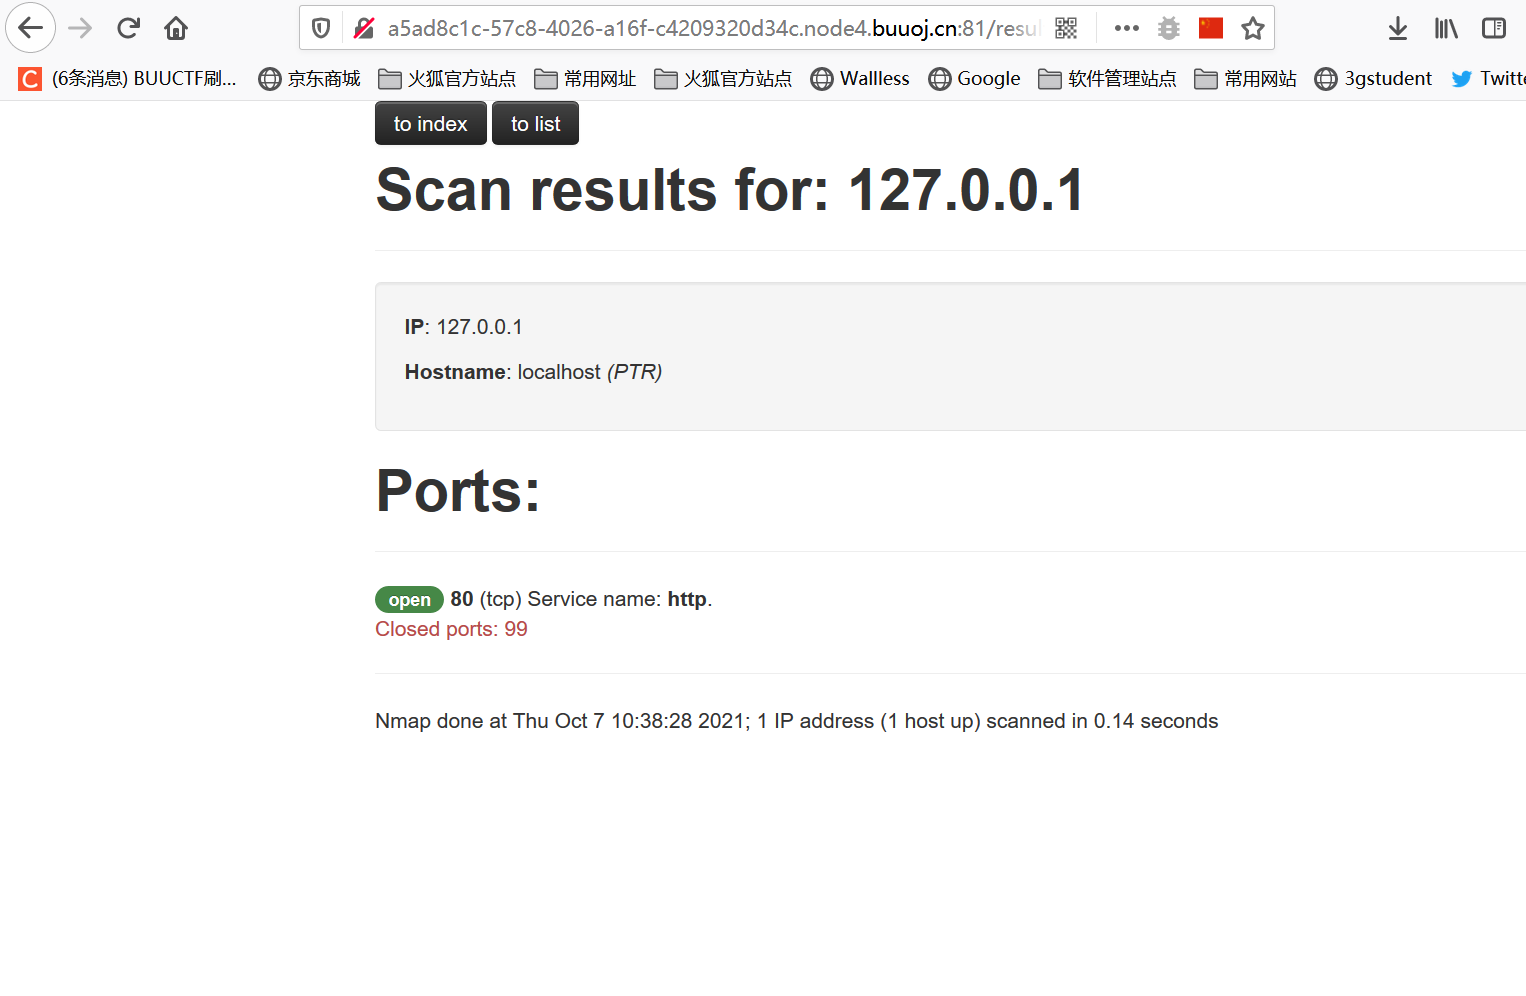 a5ad8c1c-57c8-4026-a16f-c4209320d34c.node4.buuoj.cn:81/resul
C (6条消息) BUUCTF刷... 京东商城 火狐官方站点 常用网址 火狐官方站点 Wallless Google 软件管理站点 常用网站 3gstudent Twitte
to index to list
Scan results for: 127.0.0.1
IP: 127.0.0.1
Hostname: localhost (PTR)
Ports:
open 80 (tcp) Service name: http.
Closed ports: 99
Nmap done at Thu Oct 7 10:38:28 2021; 1 IP address (1 host up) scanned in 0.14 seconds